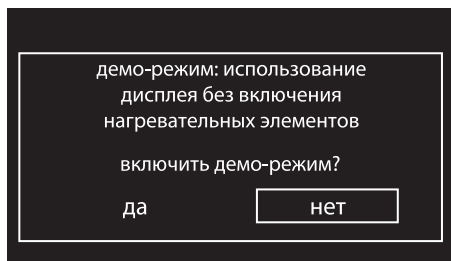 демо-режим: использование
дисплея без включения
нагревательных элементов
включить демо-режим?
да нет